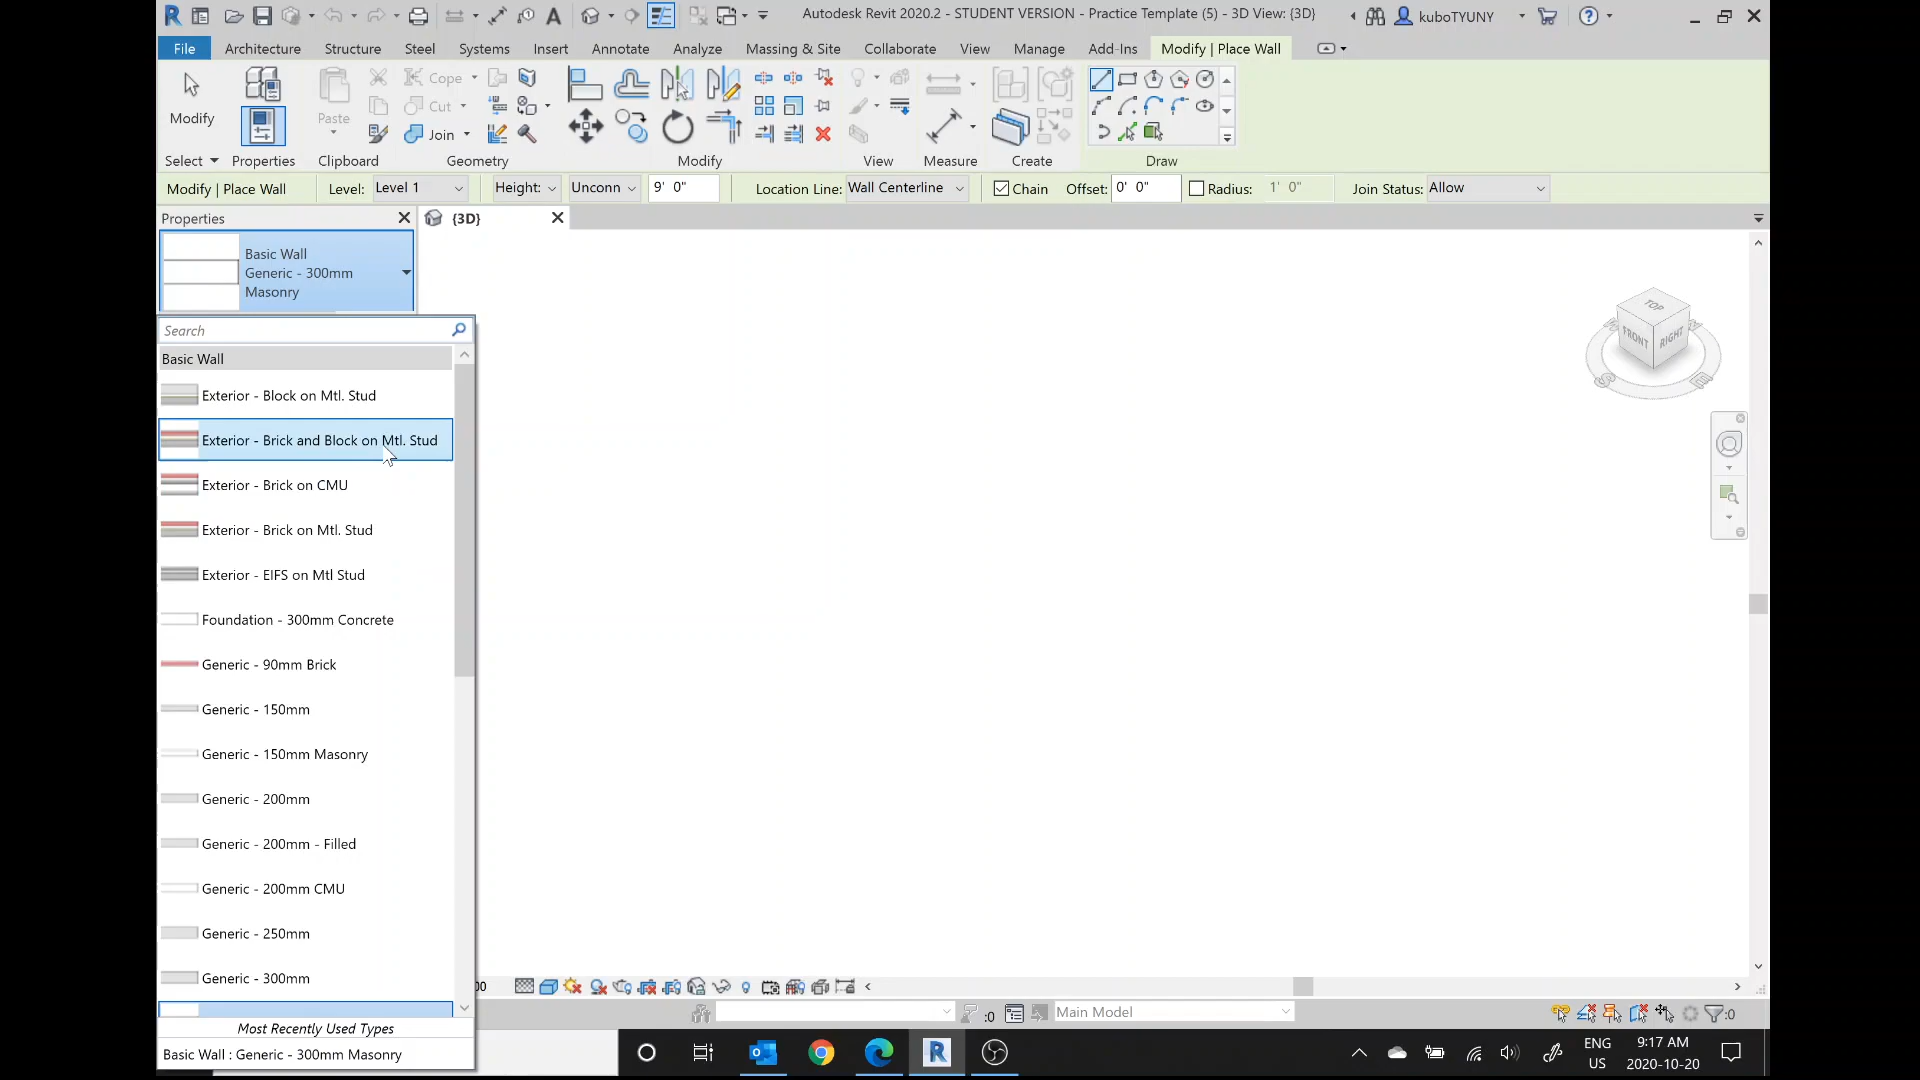 Autodesk Revit 2020.2 - STUDENT VERSION - Practice Template (5) - 3D View: {3D}
kuboTYUNY
File Architecture Structure Steel Systems Insert Annotate Analyze Massing & Site Collaborate View Manage Add-Ins Modify | Place Wall
Modify
Paste
Cope
Cut
Join
Select Properties Clipboard Geometry Modify View Measure Create Draw
Modify | Place Wall Level: Level 1 Height: Unconn 9' 0" Location Line: Wall Centerline Chain Offset: 0' 0" Radius: 1' 0" Join Status: Allow
Properties
{3D}
Basic Wall
Generic - 300mm
Masonry
TOP
FRONT
RIGHT
S
E
Search
Basic Wall
Exterior - Block on Mtl. Stud
Exterior - Brick and Block on Mtl. Stud
Exterior - Brick on CMU
Exterior - Brick on Mtl. Stud
Exterior - EIFS on Mtl Stud
Foundation - 300mm Concrete
Generic - 90mm Brick
Generic - 150mm
Generic - 150mm Masonry
Generic - 200mm
Generic - 200mm - Filled
Generic - 200mm CMU
Generic - 250mm
Generic - 300mm
Most Recently Used Types
Basic Wall : Generic - 300mm Masonry
00
:0
Main Model
:0
ENG
US
9:17 AM
2020-10-20